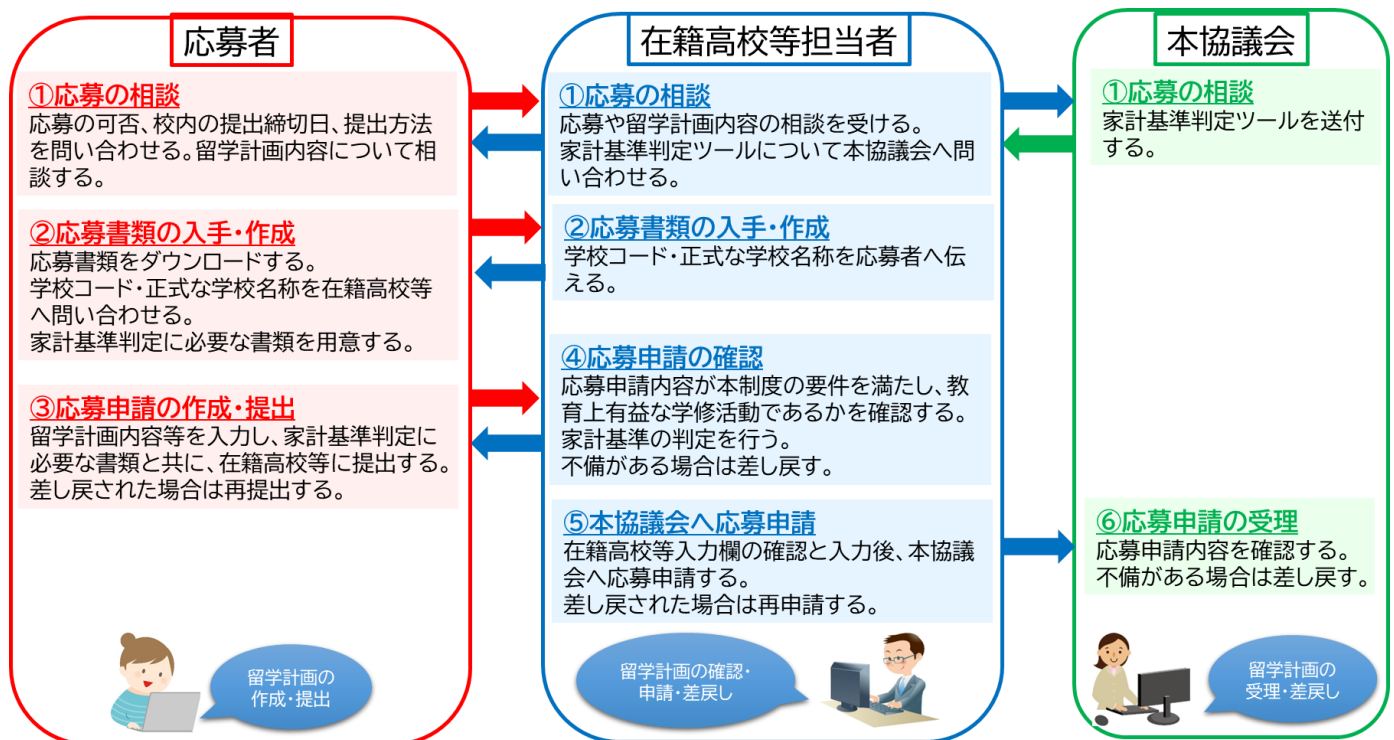 応募者
①応募の相談
応募の可否、校内の提出締切日、提出方法
を問い合わせる。留学計画内容について相
談する。
②応募書類の入手・作成
応募書類をダウンロードする。
学校コード・正式な学校名称を在籍高校等
へ問い合わせる。
家計基準判定に必要な書類を用意する。
③応募申請の作成・提出
留学計画内容等を入力し、家計基準判定に
必要な書類と共に、在籍高校等に提出する。
差し戻された場合は再提出する。
留学計画の
作成・提出
在籍高校等担当者
①応募の相談
応募や留学計画内容の相談を受ける。
家計基準判定ツールについて本協議会へ問
い合わせる。
②応募書類の入手・作成
学校コード・正式な学校名称を応募者へ伝
える。
④応募申請の確認
応募申請内容が本制度の要件を満たし、教
育上有益な学修活動であるかを確認する。
家計基準の判定を行う。
不備がある場合は差し戻す。
⑤本協議会へ応募申請
在籍高校等入力欄の確認と入力後、本協議
会へ応募申請する。
差し戻された場合は再申請する。
留学計画の確認・
申請・差戻し
本協議会
①応募の相談
家計基準判定ツールを送付
する。
⑥応募申請の受理
応募申請内容を確認する。
不備がある場合は差し戻す。
留学計画の
受理・差戻し